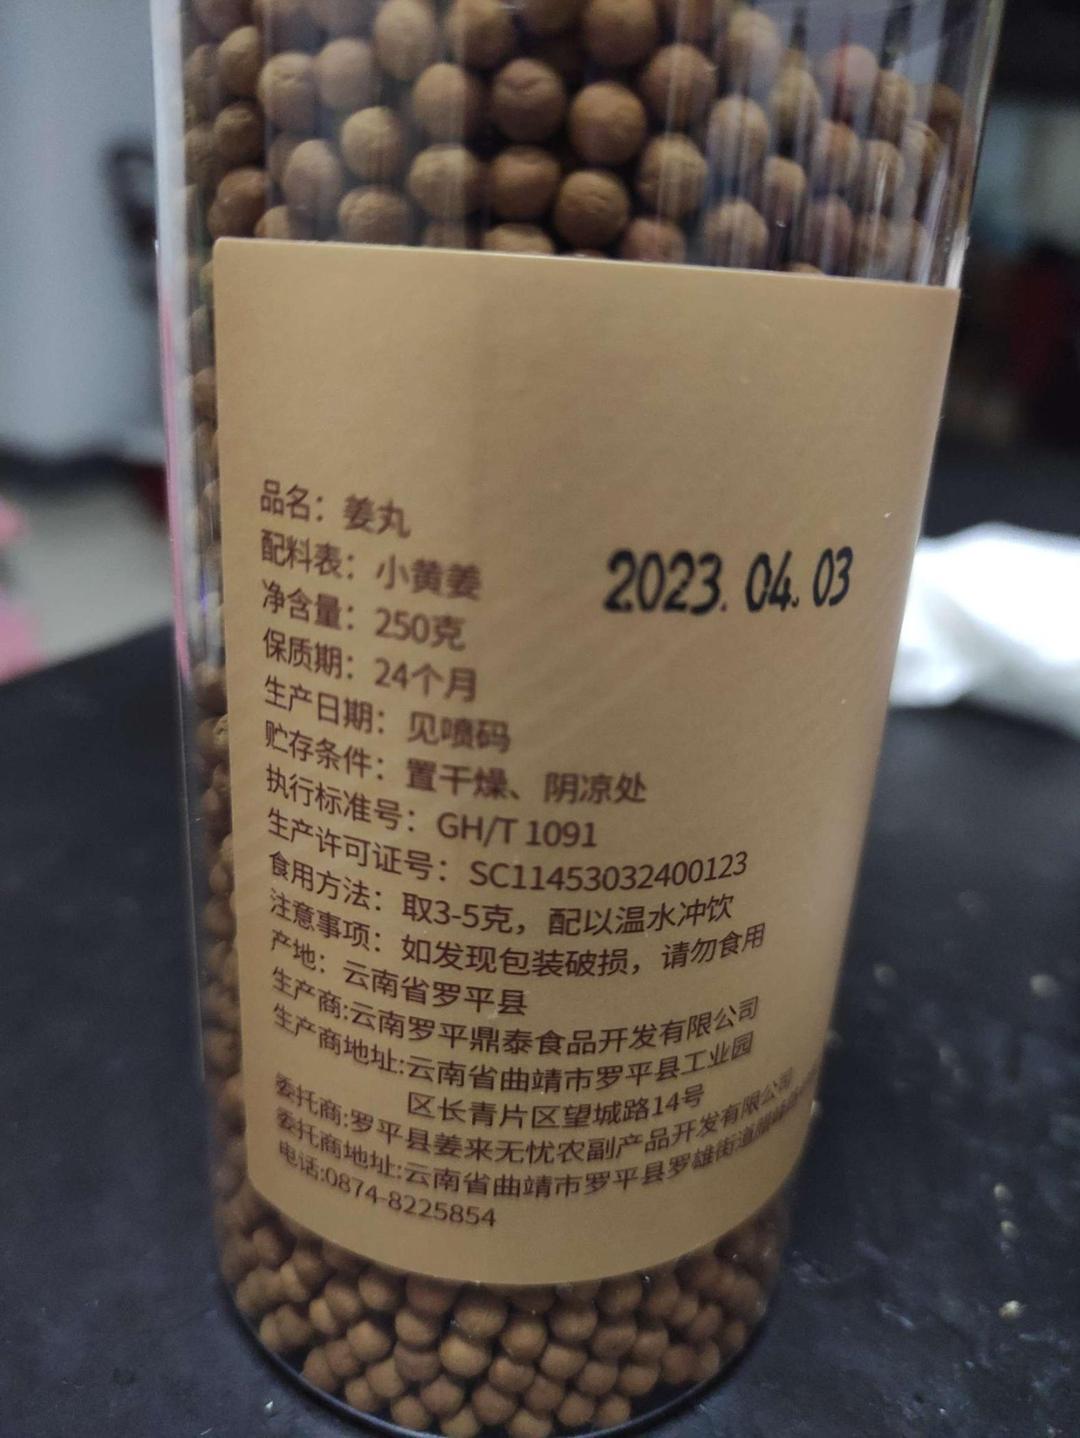 品名：姜丸
配料表：小黄姜
2023.04.03
净含量：250克
保质期：24个月
生产日期：见喷码
贮存条件：置干燥、阴凉处
执行标准号：GH/T 1091
生产许可证号：SC11453032400123
食用方法：取3-5克，配以温水冲饮
注意事项：如发现包装破损，请勿食用
产地：云南省罗平县
生产商:云南罗平鼎泰食品开发有限公司
生产商地址:云南省曲靖市罗平县工业园
区长青片区望城路14号
委托商:罗平县姜来无忧农副产品开发有限公司
委托商地址:云南省曲靖市罗平县罗雄街道
电话:0874-8225854